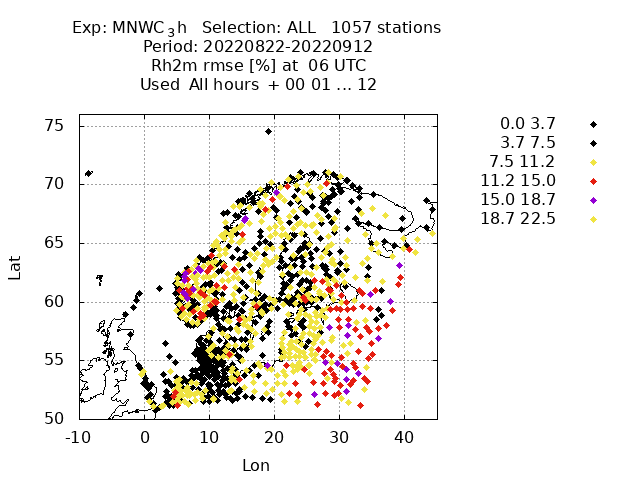 Exp: MNWC_3h Selection: ALL 1057 stations
Period: 20220822-20220912
Rh2m rmse [%] at 06 UTC
Used All hours + 00 01 ... 12
0.0 3.7
3.7 7.5
7.5 11.2
11.2 15.0
15.0 18.7
18.7 22.5
75
70
65
60
55
50
Lat
-10 0 10 20 30 40
Lon